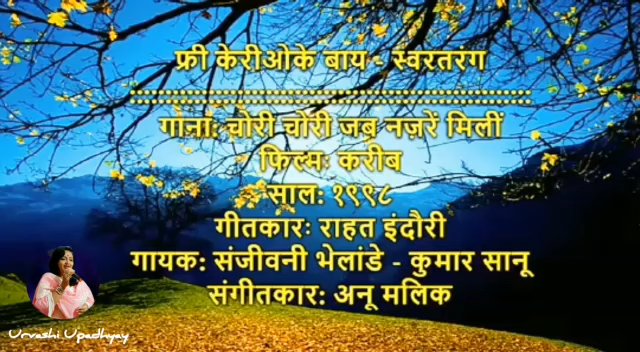 फ्री केरीओके बाय - स्वरतरंग
गाना: चोरी चोरी जब नज़रें मिलीं
फिल्म: करीब
साल: १९९८
गीतकार: राहत इंदौरी
गायक: संजीवनी भेलांडे - कुमार सानू
संगीतकार: अनू मलिक
Urvashi Upadhyay